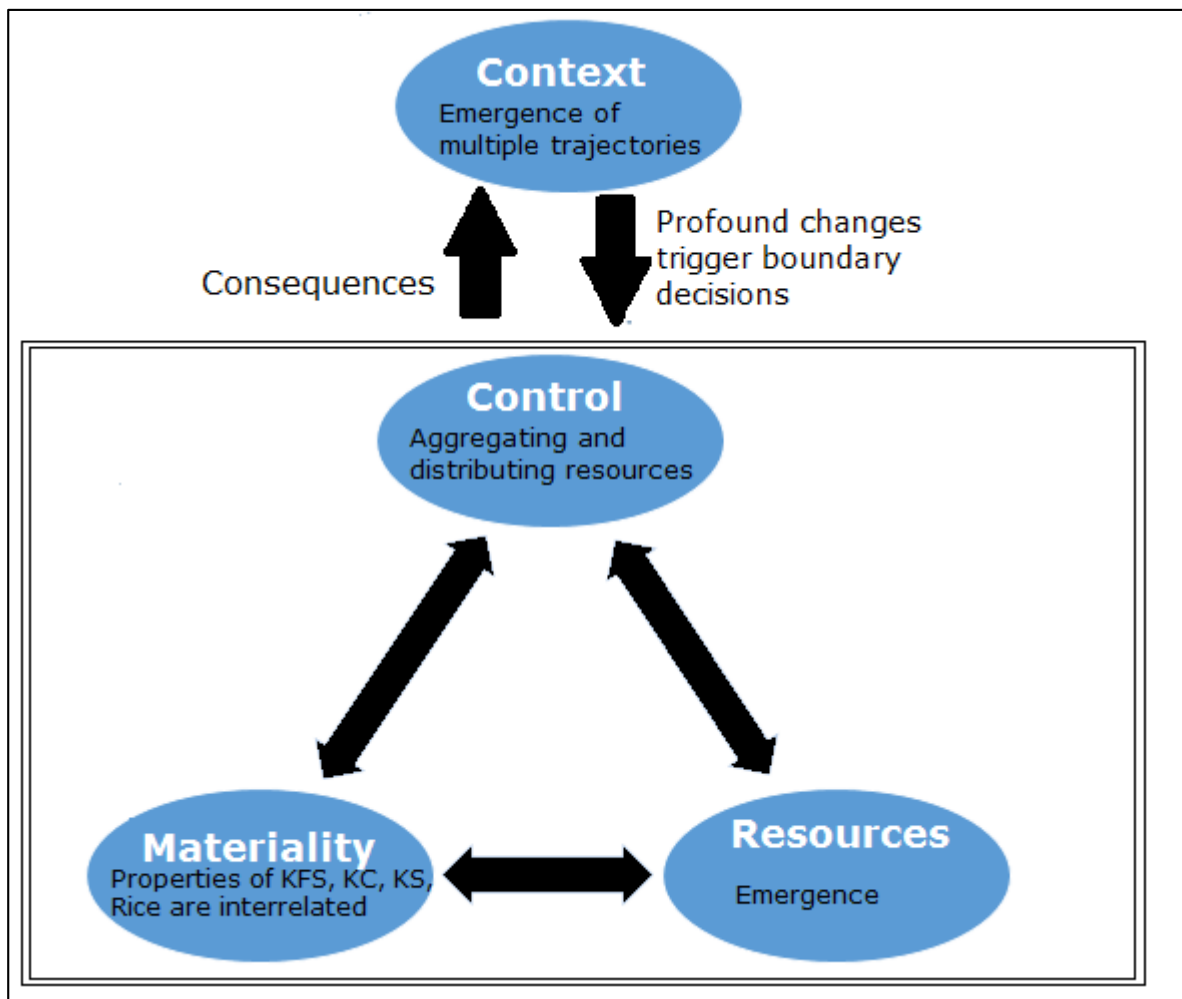 Context
Emergence of
multiple trajectories
Profound changes
trigger boundary
decisions
Consequences
Control
Aggregating and
distributing resources
Materiality
Properties of KFS, KC, KS,
Rice are interrelated
Resources
Emergence